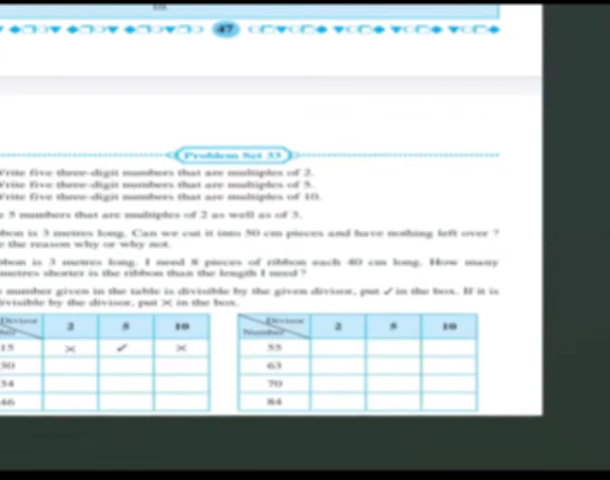 47
Problem Set 33
Write five three-digit numbers that are multiples of 2.
Write five three-digit numbers that are multiples of 5.
Write five three-digit numbers that are multiples of 10.
5 numbers that are multiples of 2 as well as of 3.
bbon is 3 metres long. Can we cut it into 50 cm pieces and have nothing left over ?
the reason why or why not.
bbon is 3 metres long. I need 8 pieces of ribbon each 40 cm long. How many
metres shorter is the ribbon than the length I need ?
number given in the table is divisible by the given divisor, put ✓ in the box. If it is
divisible by the divisor, put × in the box.
Divisor 2 5 10
15 × ✓ ×
30
34
46
Divisor 2 5 10
Number
55
63
70
84